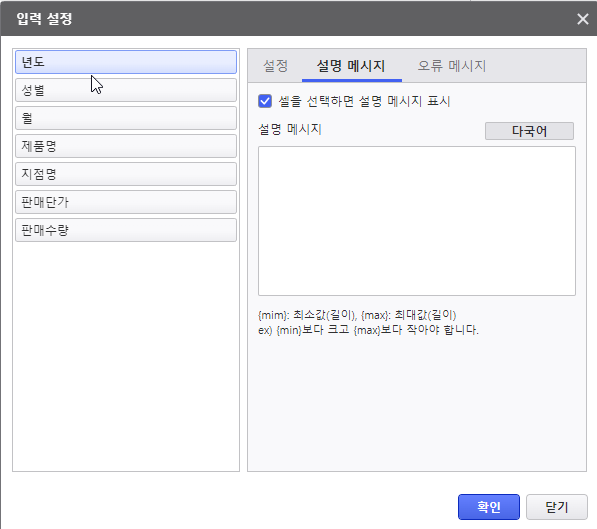 입력 설정
년도
성별
월
제품명
지점명
판매단가
판매수량
설정 설명 메시지 오류 메시지
셀을 선택하면 설명 메시지 표시
설명 메시지 다국어
{mim}: 최소값(길이), {max}: 최대값(길이)
ex) {min}보다 크고 {max}보다 작아야 합니다.
확인 닫기